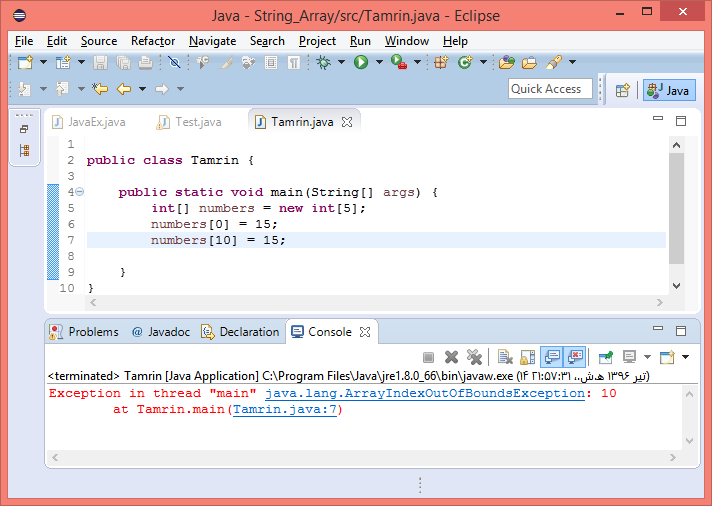 Java - String_Array/src/Tamrin.java - Eclipse
File Edit Source Refactor Navigate Search Project Run Window Help
Quick Access
Java
JavaEx.java Test.java Tamrin.java
1
2 public class Tamrin {
3
4 public static void main(String[] args) {
5 int[] numbers = new int[5];
6 numbers[0] = 15;
7 numbers[10] = 15;
8
9 }
10 }
Problems @ Javadoc Declaration Console
<terminated> Tamrin [Java Application] C:\Program Files\Java\jre1.8.0_66\bin\javaw.exe (۱۴ تیر ۱۳۹۶ ه‍.ش.،‏ ۲۱:۵۷:۳۱)
Exception in thread "main" java.lang.ArrayIndexOutOfBoundsException: 10
at Tamrin.main(Tamrin.java:7)